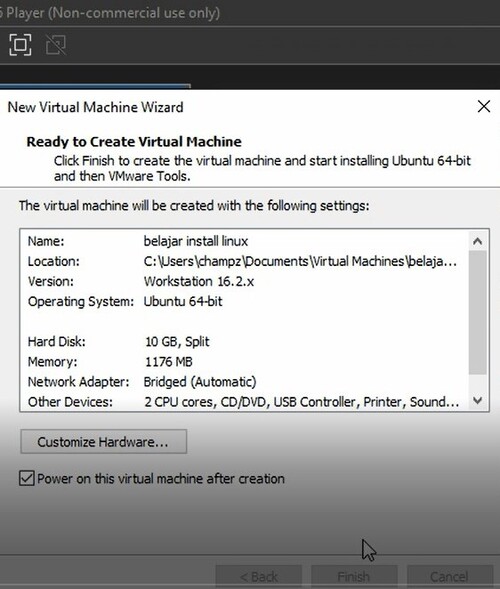 6 Player (Non-commercial use only)
New Virtual Machine Wizard
Ready to Create Virtual Machine
Click Finish to create the virtual machine and start installing Ubuntu 64-bit
and then VMware Tools.
The virtual machine will be created with the following settings:
Name: belajar install linux
Location: C:\Users\champz\Documents\Virtual Machines\belaja...
Version: Workstation 16.2.x
Operating System: Ubuntu 64-bit
Hard Disk: 10 GB, Split
Memory: 1176 MB
Network Adapter: Bridged (Automatic)
Other Devices: 2 CPU cores, CD/DVD, USB Controller, Printer, Sound...
Customize Hardware...
Power on this virtual machine after creation
< Back Finish Cancel